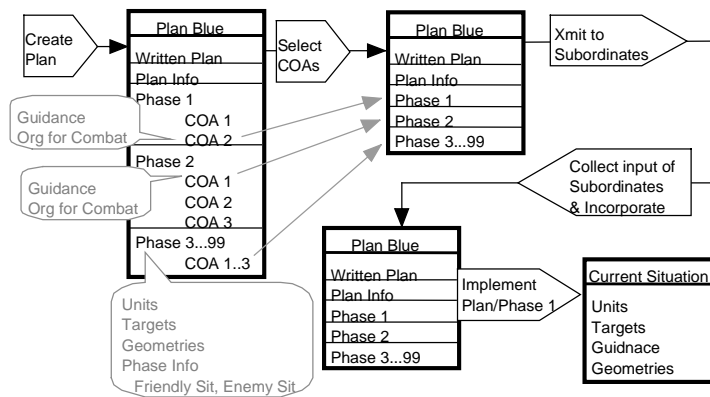 Create
Plan
Plan Blue
Written Plan
Plan Info
Phase 1
COA 1
COA 2
Phase 2
COA 1
COA 2
COA 3
Phase 3...99
COA 1..3
Guidance
Org for Combat
Guidance
Org for Combat
Units
Targets
Geometries
Phase Info
Friendly Sit, Enemy Sit
Select
COAs
Plan Blue
Written Plan
Plan Info
Phase 1
Phase 2
Phase 3...99
Xmit to
Subordinates
Collect input of
Subordinates
& Incorporate
Plan Blue
Written Plan
Plan Info
Phase 1
Phase 2
Phase 3...99
Implement
Plan/Phase 1
Current Situation
Units
Targets
Guidnace
Geometries